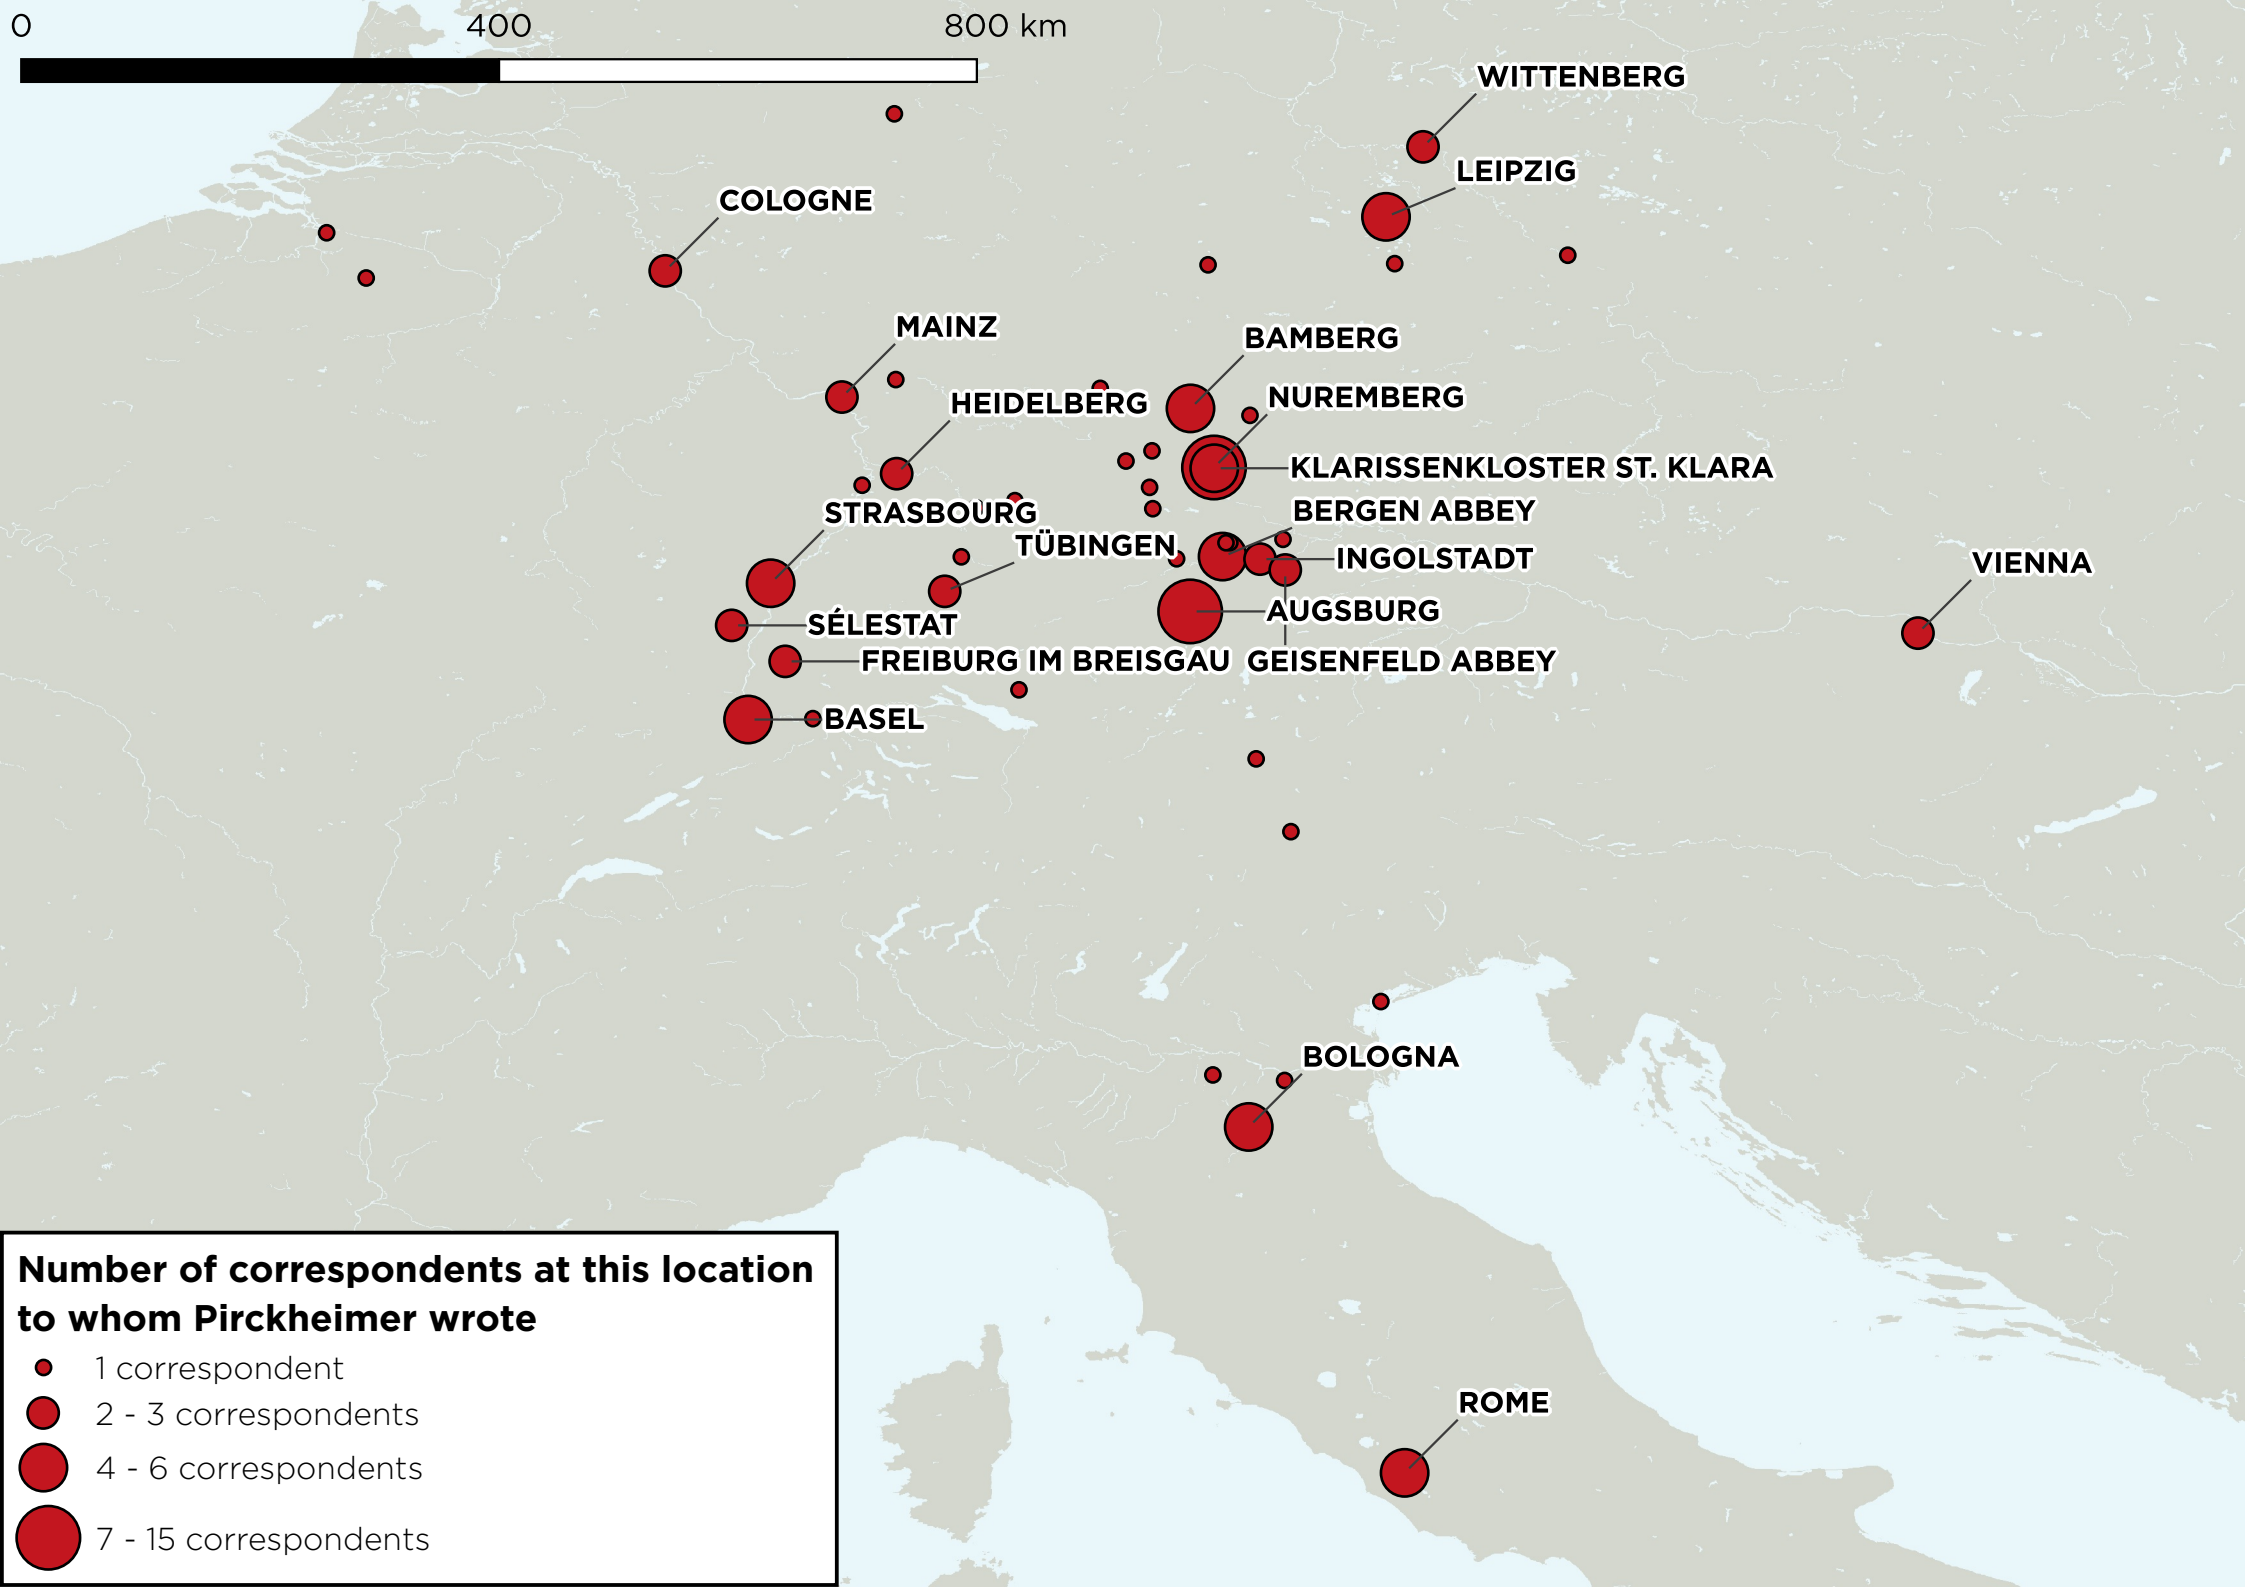 0 400 800 km
WITTENBERG
LEIPZIG
COLOGNE
MAINZ
BAMBERG
HEIDELBERG
NUREMBERG
KLARISSENKLOSTER ST. KLARA
STRASBOURG
BERGEN ABBEY
TÜBINGEN
INGOLSTADT
VIENNA
AUGSBURG
SÉLESTAT
FREIBURG IM BREISGAU
GEISENFELD ABBEY
BASEL
BOLOGNA
ROME
Number of correspondents at this location
to whom Pirckheimer wrote
1 correspondent
2 - 3 correspondents
4 - 6 correspondents
7 - 15 correspondents